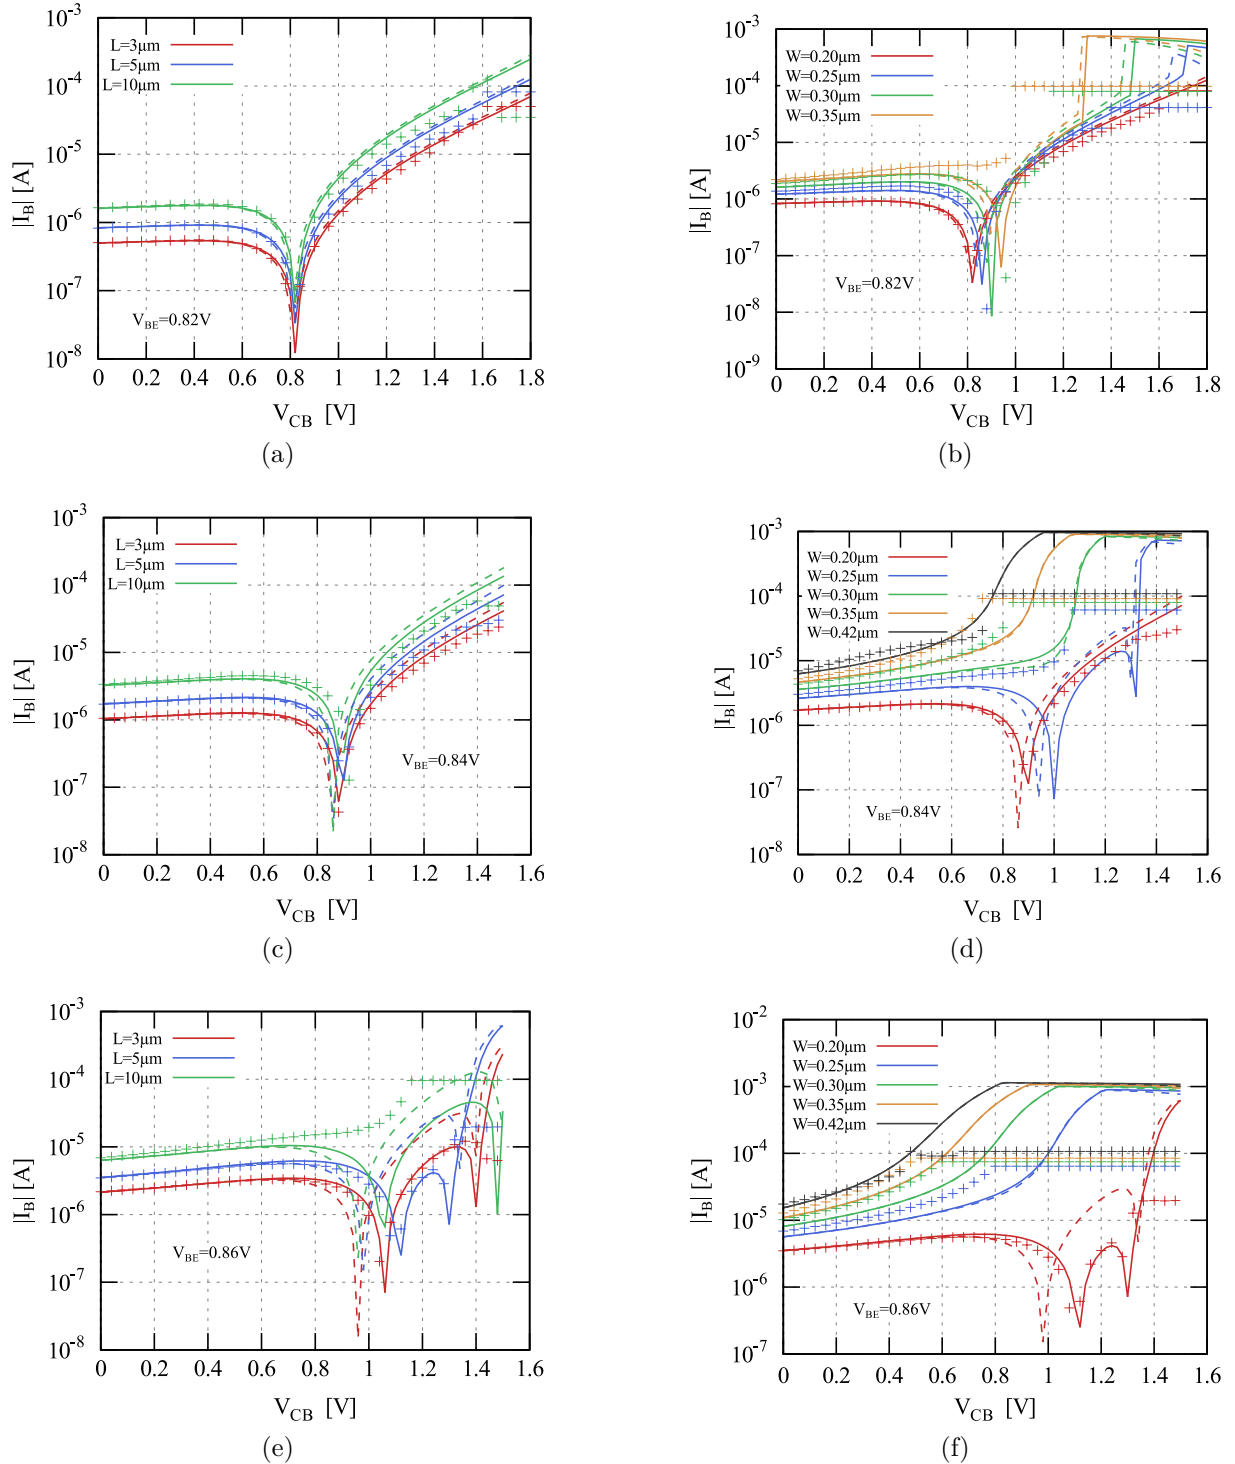 10^-3
10^-4
10^-5
10^-6
10^-7
10^-8
|I_B| [A]
L=3μm
L=5μm
L=10μm
V_BE=0.82V
0 0.2 0.4 0.6 0.8 1 1.2 1.4 1.6 1.8
V_CB [V]
(a)
10^-3
10^-4
10^-5
10^-6
10^-7
10^-8
10^-9
|I_B| [A]
W=0.20μm
W=0.25μm
W=0.30μm
W=0.35μm
V_BE=0.82V
0 0.2 0.4 0.6 0.8 1 1.2 1.4 1.6 1.8
V_CB [V]
(b)
10^-3
10^-4
10^-5
10^-6
10^-7
10^-8
|I_B| [A]
L=3μm
L=5μm
L=10μm
V_BE=0.84V
0 0.2 0.4 0.6 0.8 1 1.2 1.4 1.6
V_CB [V]
(c)
10^-3
10^-4
10^-5
10^-6
10^-7
10^-8
|I_B| [A]
W=0.20μm
W=0.25μm
W=0.30μm
W=0.35μm
W=0.42μm
V_BE=0.84V
0 0.2 0.4 0.6 0.8 1 1.2 1.4 1.6
V_CB [V]
(d)
10^-3
10^-4
10^-5
10^-6
10^-7
10^-8
|I_B| [A]
L=3μm
L=5μm
L=10μm
V_BE=0.86V
0 0.2 0.4 0.6 0.8 1 1.2 1.4 1.6
V_CB [V]
(e)
10^-2
10^-3
10^-4
10^-5
10^-6
10^-7
|I_B| [A]
W=0.20μm
W=0.25μm
W=0.30μm
W=0.35μm
W=0.42μm
V_BE=0.86V
0 0.2 0.4 0.6 0.8 1 1.2 1.4 1.6
V_CB [V]
(f)